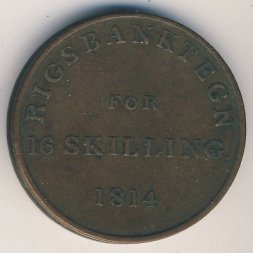 RIGSBANKTEGN
FOR
16 SKILLING.
1814